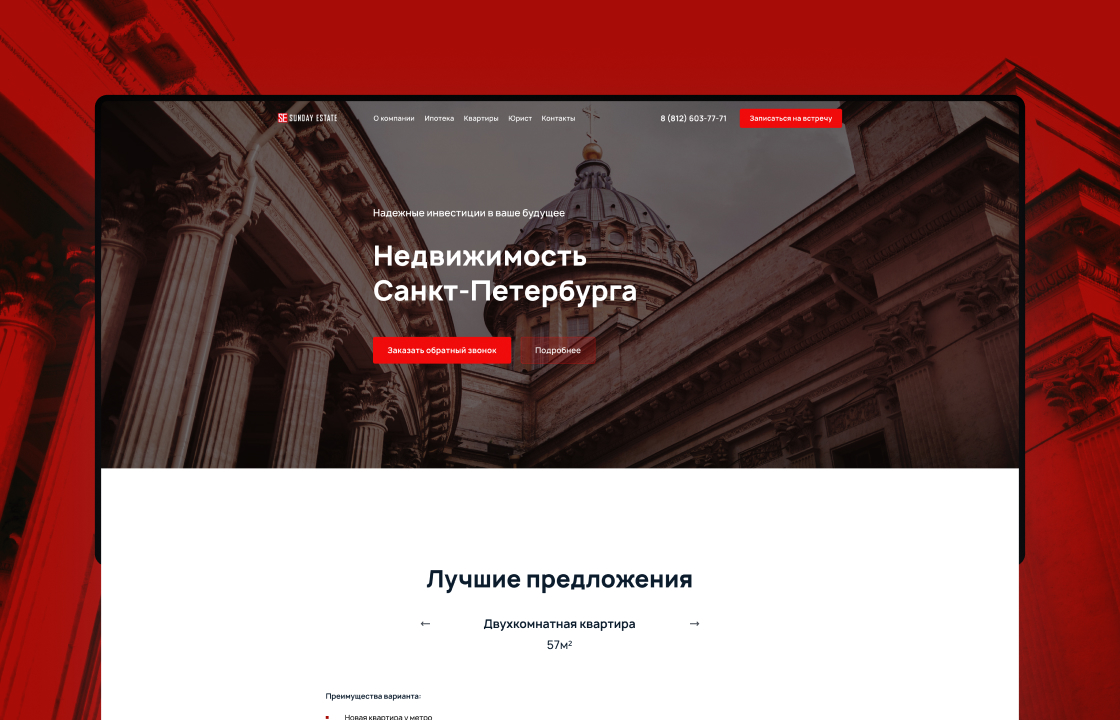 SE SUNDAY ESTATE
О компании Ипотека Квартиры Юрист Контакты
8 (812) 603-77-71
Записаться на встречу
Надежные инвестиции в ваше будущее
Недвижимость
Санкт-Петербурга
Заказать обратный звонок
Подробнее
Лучшие предложения
← Двухкомнатная квартира →
57м²
Преимущества варианта:
Новая квартира у метро